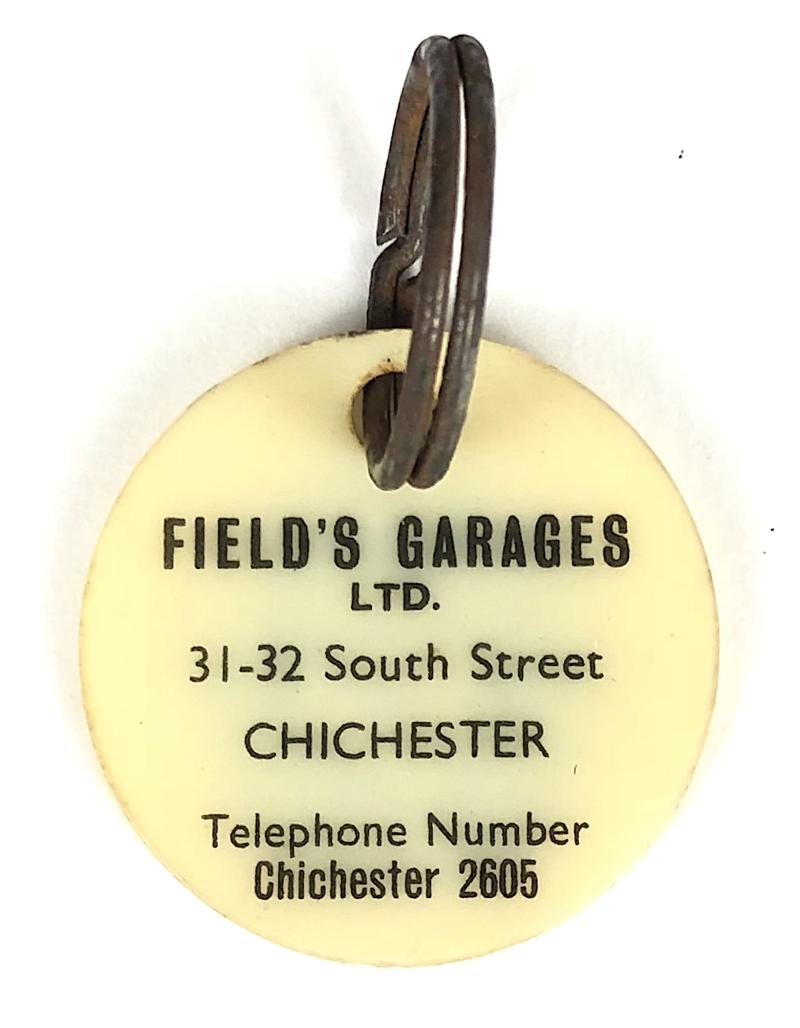 FIELD'S GARAGES
LTD.
31-32 South Street
CHICHESTER
Telephone Number
Chichester 2605